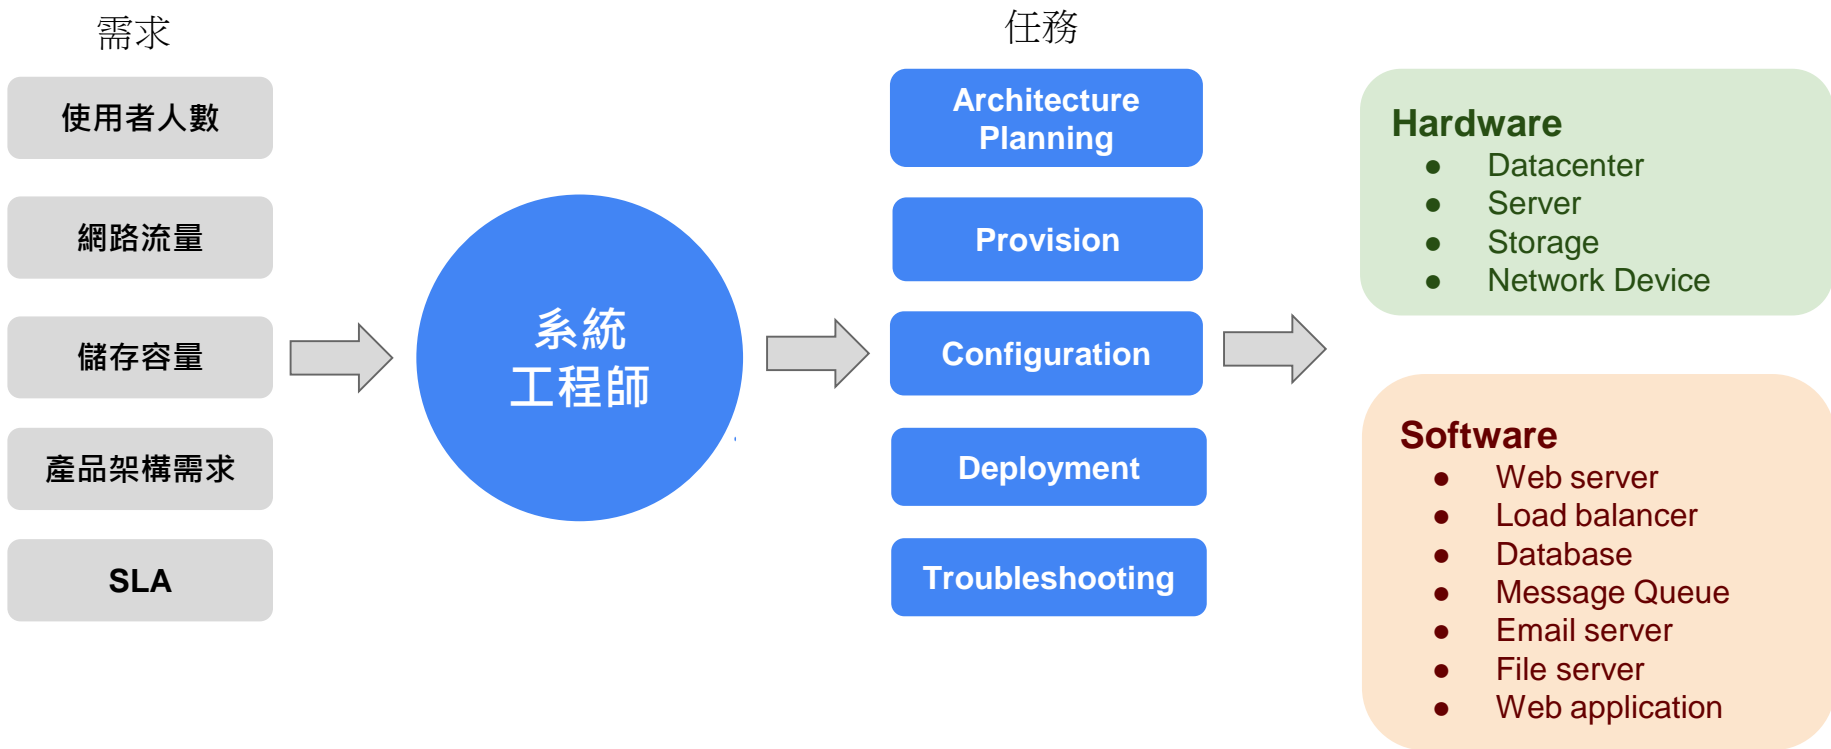 需求
使用者人數
網路流量
儲存容量
產品架構需求
SLA
系統
工程師
任務
Architecture
Planning
Provision
Configuration
Deployment
Troubleshooting
Hardware
● Datacenter
● Server
● Storage
● Network Device
Software
● Web server
● Load balancer
● Database
● Message Queue
● Email server
● File server
● Web application